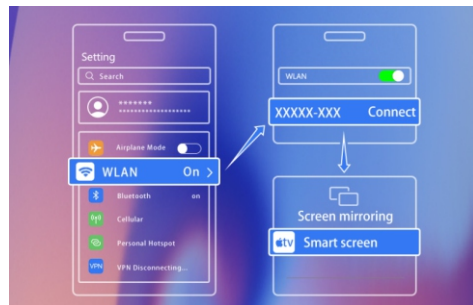 Setting
Search
*******
******************
Airplane Mode
WLAN On >
Bluetooth on
Cellular
Personal Hotspot
VPN VPN Disconnecting...
WLAN
XXXXX-XXX Connect
Screen mirroring
tv Smart screen